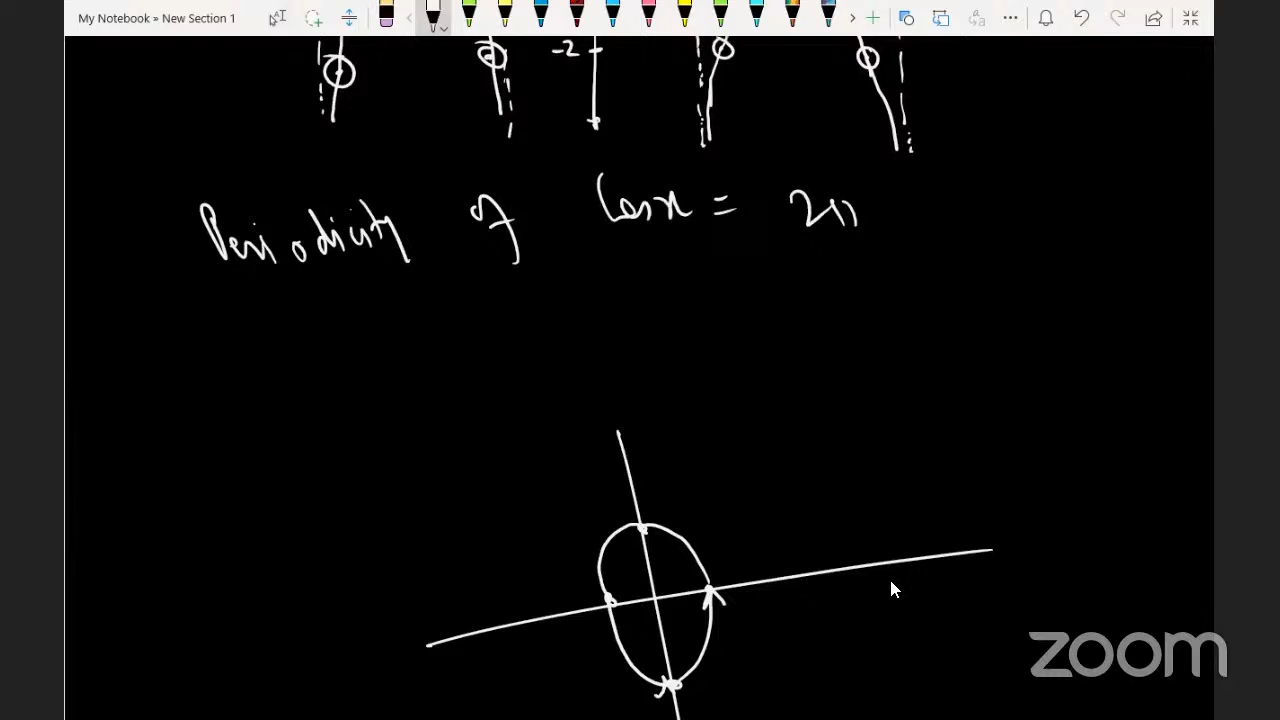 My Notebook » New Section 1
-2
Periodicity of Cosx = 2π
zoom